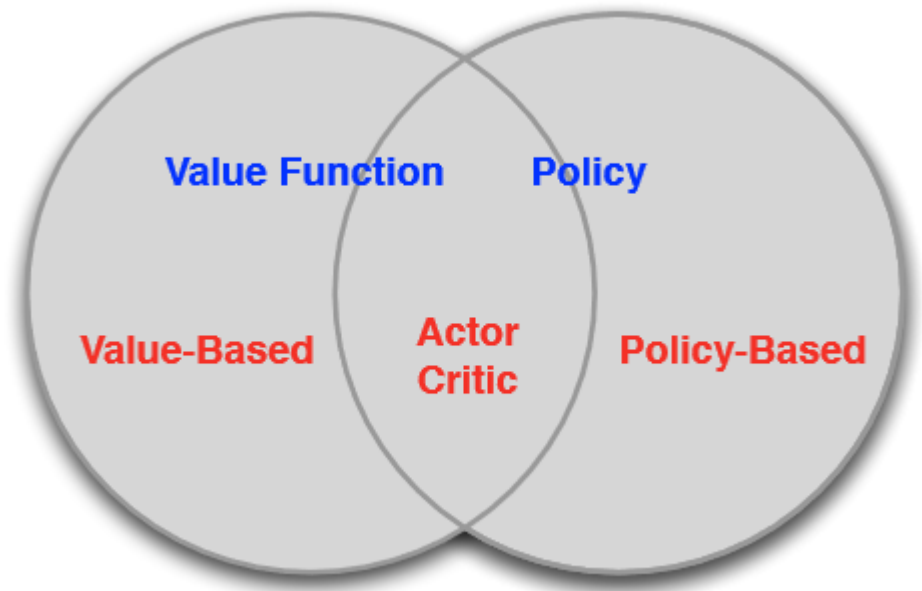 Value Function
Policy
Value-Based
Actor
Critic
Policy-Based